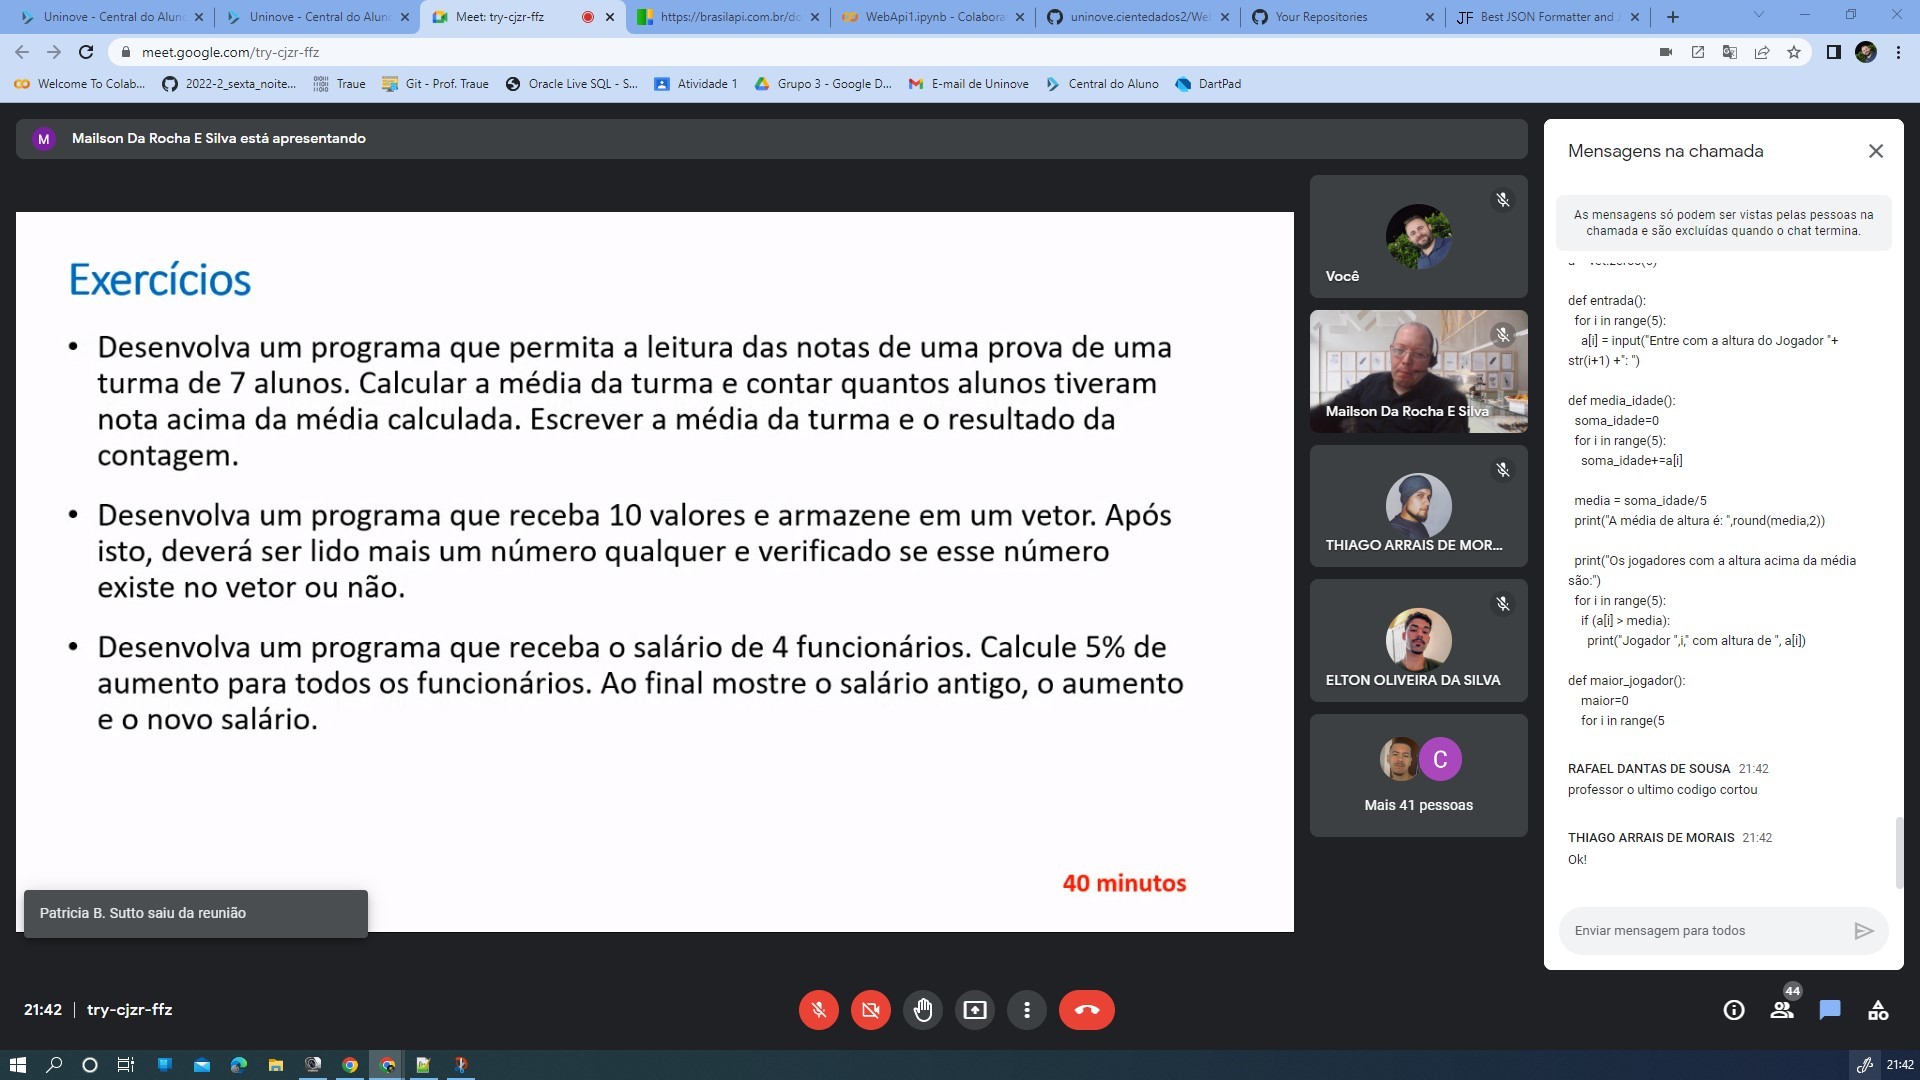 Uninove - Central do Alun
Uninove - Central do Alun
Meet: try-cjzr-ffz
https://brasilapi.com.br/do
WebApi1.ipynb - Colabora
uninove.cientedados2/We
Your Repositories
JF Best JSON Formatter and
meet.google.com/try-cjzr-ffz
Welcome To Colab...
2022-2_sexta_noite...
Traue
Git - Prof. Traue
Oracle Live SQL - S...
Atividade 1
Grupo 3 - Google D...
E-mail de Uninove
Central do Aluno
DartPad
M Mailson Da Rocha E Silva está apresentando
Exercícios
• Desenvolva um programa que permita a leitura das notas de uma prova de uma
turma de 7 alunos. Calcular a média da turma e contar quantos alunos tiveram
nota acima da média calculada. Escrever a média da turma e o resultado da
contagem.
• Desenvolva um programa que receba 10 valores e armazene em um vetor. Após
isto, deverá ser lido mais um número qualquer e verificado se esse número
existe no vetor ou não.
• Desenvolva um programa que receba o salário de 4 funcionários. Calcule 5% de
aumento para todos os funcionários. Ao final mostre o salário antigo, o aumento
e o novo salário.
40 minutos
Patricia B. Sutto saiu da reunião
Você
Mailson Da Rocha E Silva
THIAGO ARRAIS DE MOR...
ELTON OLIVEIRA DA SILVA
C
Mais 41 pessoas
Mensagens na chamada
As mensagens só podem ser vistas pelas pessoas na
chamada e são excluídas quando o chat termina.
def entrada():
for i in range(5):
a[i] = input("Entre com a altura do Jogador "+
str(i+1) +": ")
def media_idade():
soma_idade=0
for i in range(5):
soma_idade+=a[i]
media = soma_idade/5
print("A média de altura é: ",round(media,2))
print("Os jogadores com a altura acima da média
são:")
for i in range(5):
if (a[i] > media):
print("Jogador ",i," com altura de ", a[i])
def maior_jogador():
maior=0
for i in range(5
RAFAEL DANTAS DE SOUSA 21:42
professor o ultimo codigo cortou
THIAGO ARRAIS DE MORAIS 21:42
Ok!
Enviar mensagem para todos
21:42 | try-cjzr-ffz
44
21:42